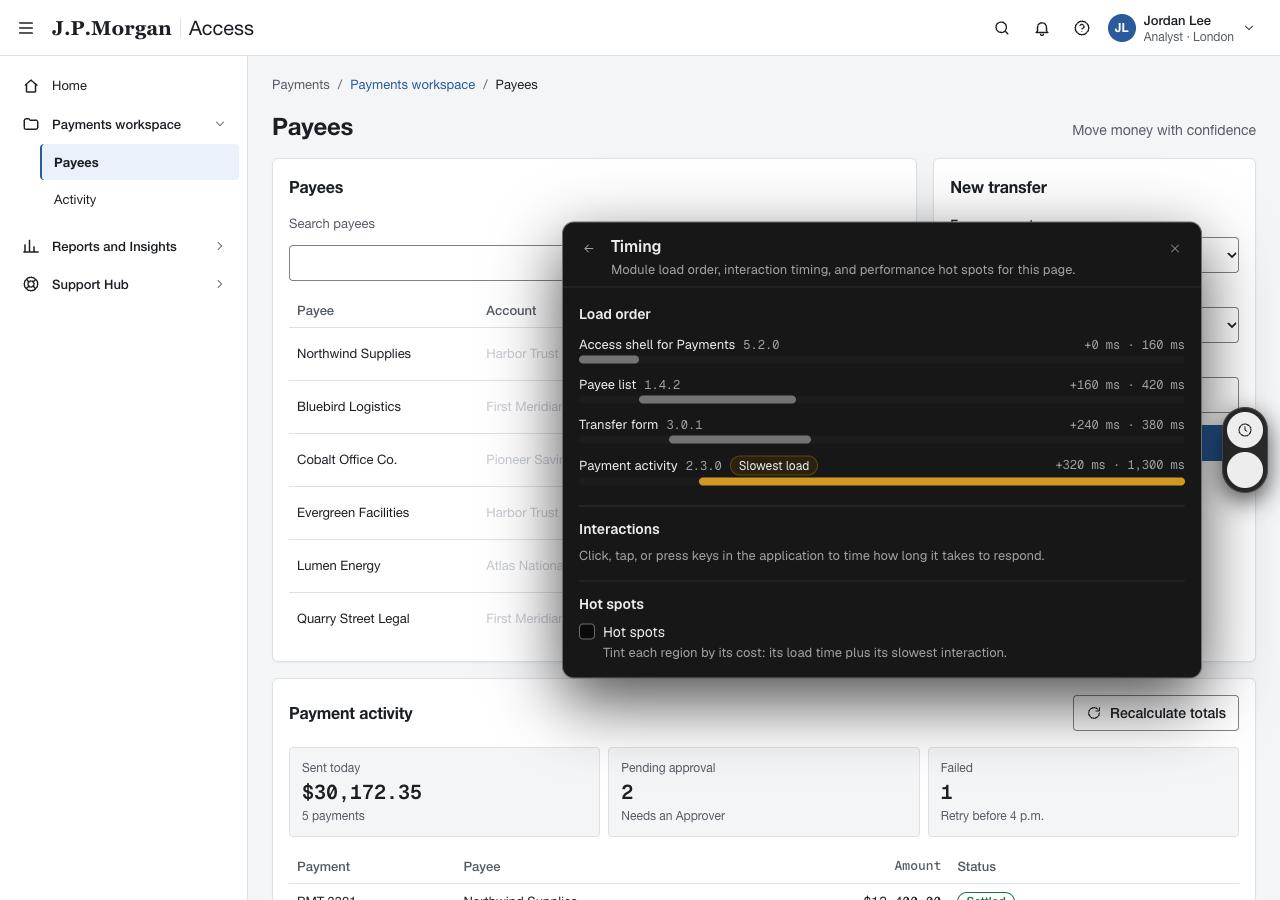 J.P.Morgan Access
JL
Jordan Lee
Analyst · London
Home
Payments workspace
Payees
Activity
Reports and Insights
Support Hub
Payments / Payments workspace / Payees
Payees
Move money with confidence
Payees
Search payees
Payee Account
Northwind Supplies Harbor Trust
Bluebird Logistics First Meridian
Cobalt Office Co. Pioneer
Evergreen Facilities Harbor Trust
Lumen Energy Atlas
Quarry Street Legal First Meridian
New transfer
Timing
Module load order, interaction timing, and performance hot spots for this page.
Load order
Access shell for Payments 5.2.0 +0 ms · 160 ms
Payee list 1.4.2 +160 ms · 420 ms
Transfer form 3.0.1 +240 ms · 380 ms
Payment activity 2.3.0 Slowest load +320 ms · 1,300 ms
Interactions
Click, tap, or press keys in the application to time how long it takes to respond.
Hot spots
Hot spots
Tint each region by its cost: its load time plus its slowest interaction.
Payment activity
Recalculate totals
Sent today
$30,172.35
5 payments
Pending approval
2
Needs an Approver
Failed
1
Retry before 4 p.m.
Payment Payee Amount Status